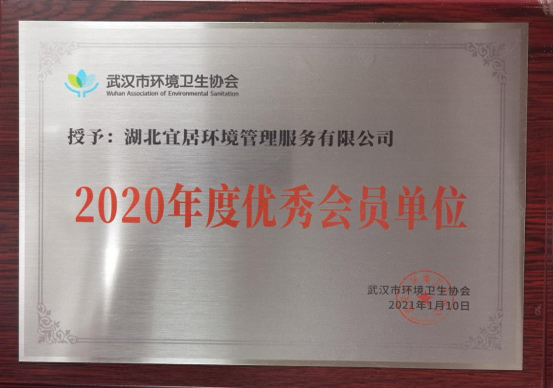 武汉市环境卫生协会
Wuhan Association of Environmental Sanitation
授予：湖北宜居环境管理服务有限公司
2020年度优秀会员单位
武汉市环境卫生协会
2021年1月10日